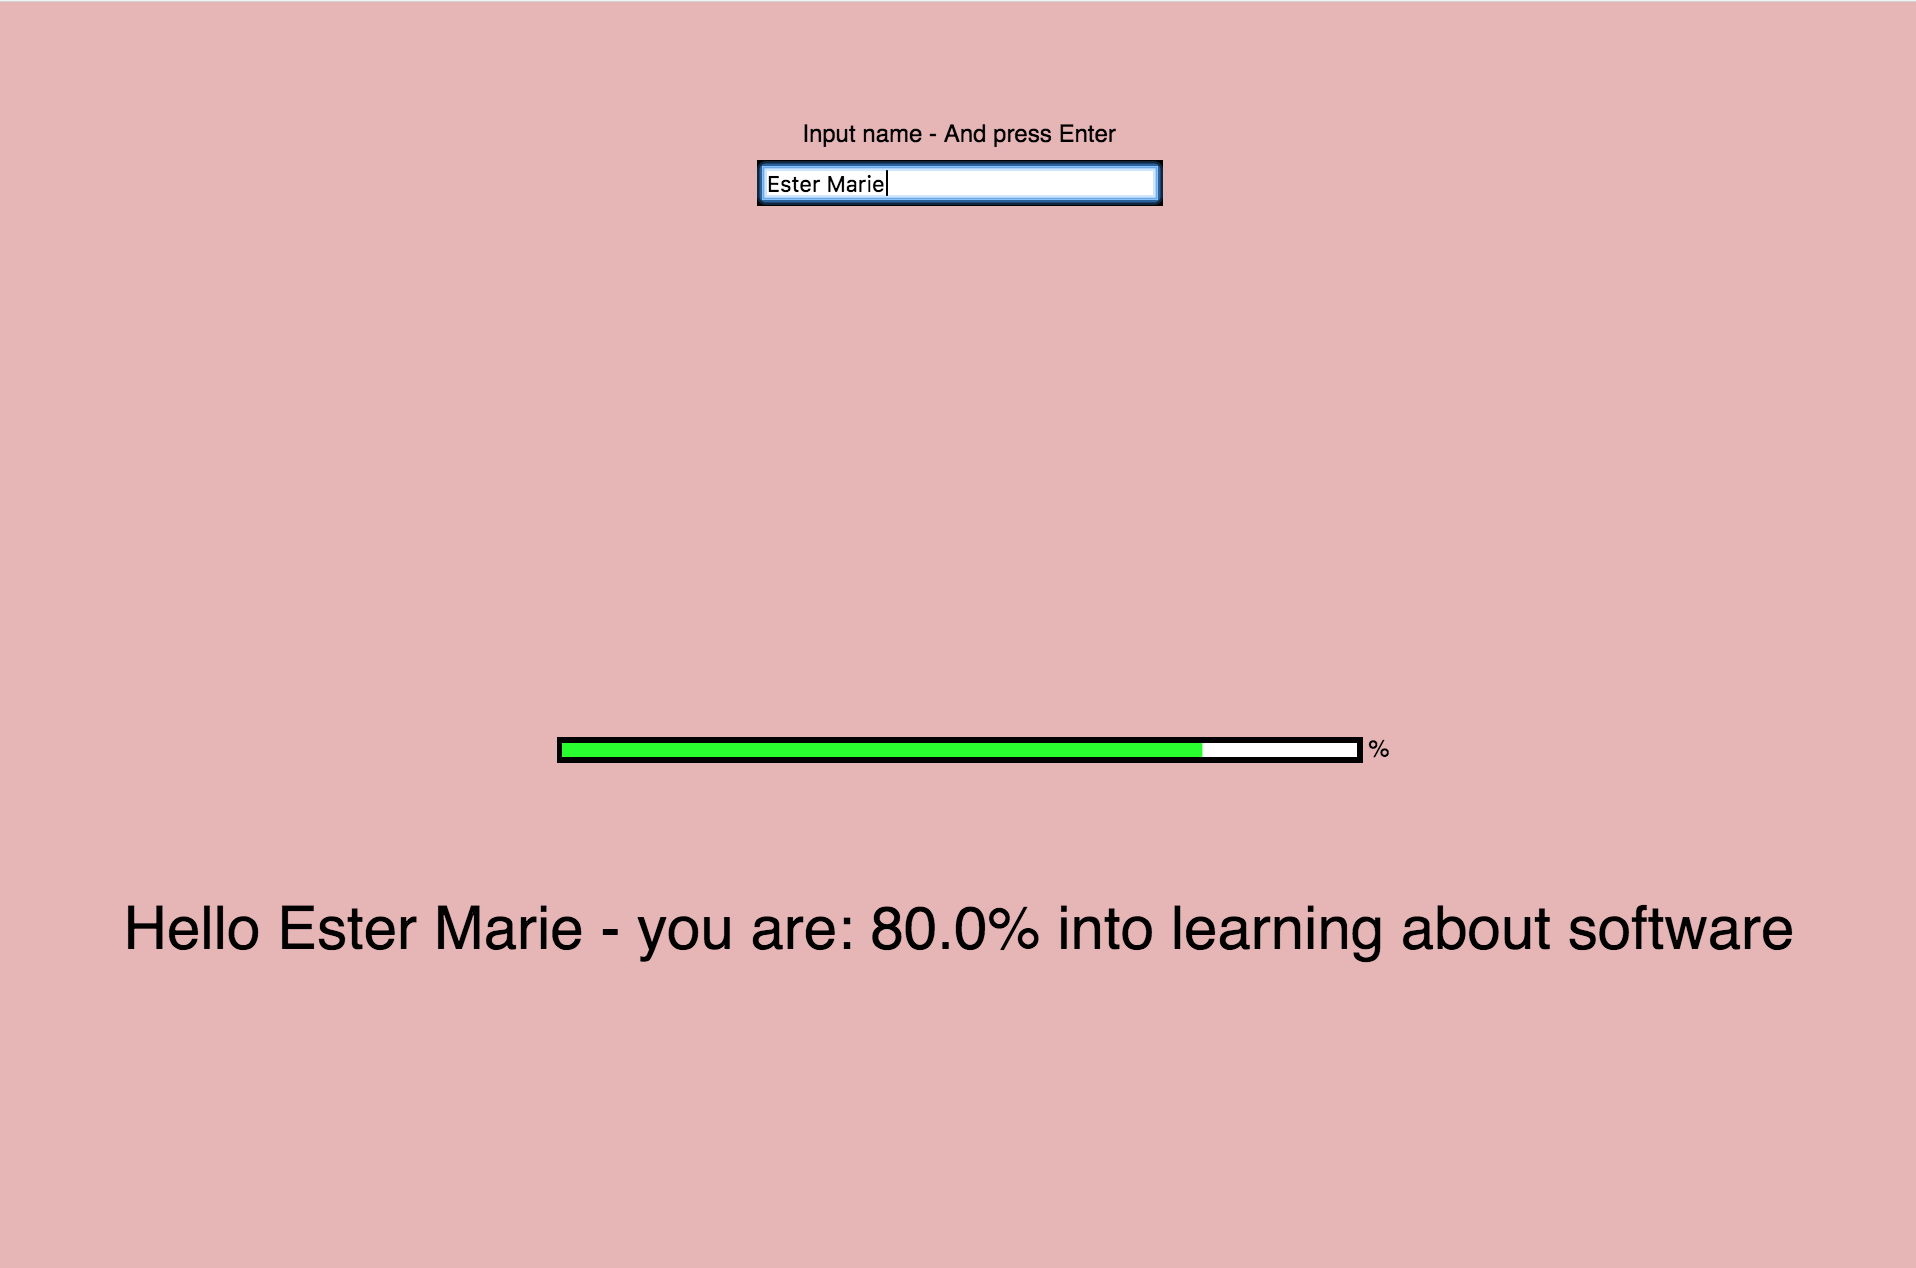 Input name - And press Enter
Ester Marie
%
Hello Ester Marie - you are: 80.0% into learning about software